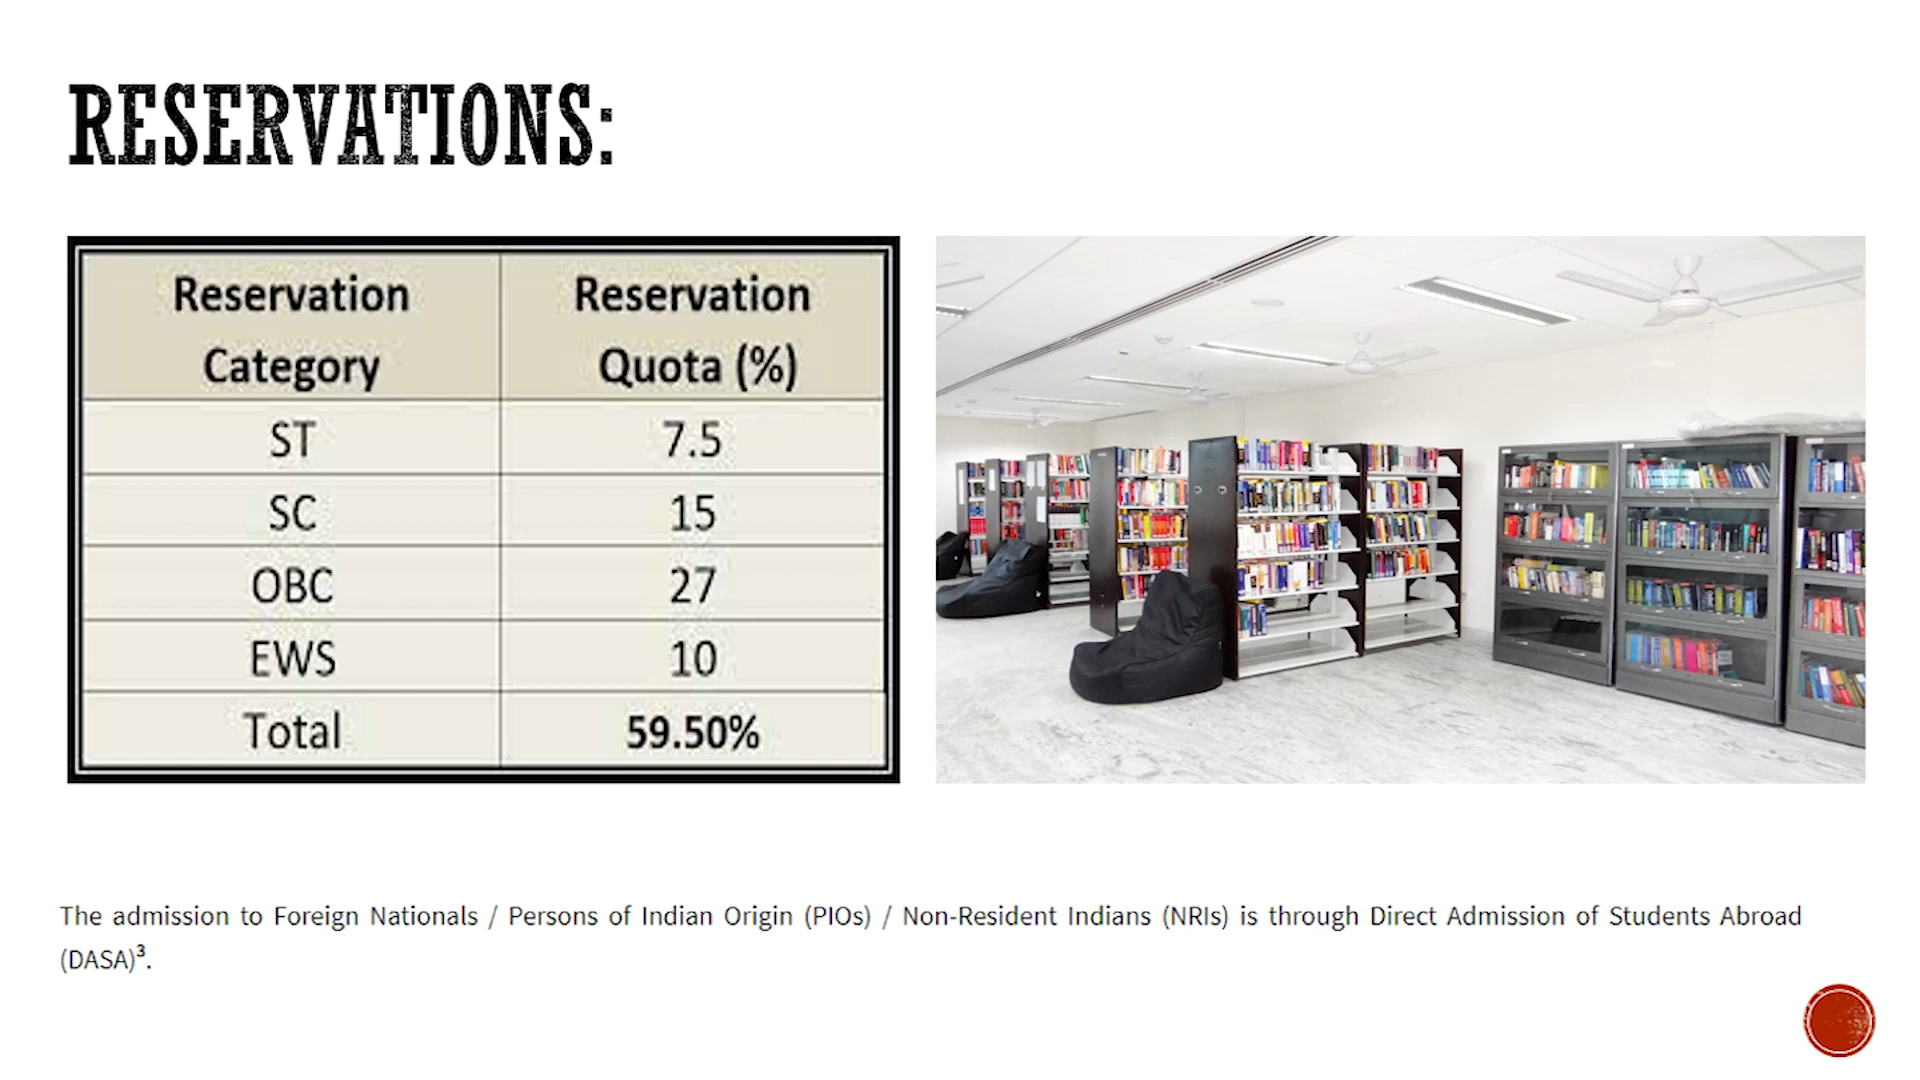 RESERVATIONS:
Reservation Category
Reservation Quota (%)
ST 7.5
SC 15
OBC 27
EWS 10
Total 59.50%
The admission to Foreign Nationals / Persons of Indian Origin (PIOs) / Non-Resident Indians (NRIs) is through Direct Admission of Students Abroad
(DASA)³.